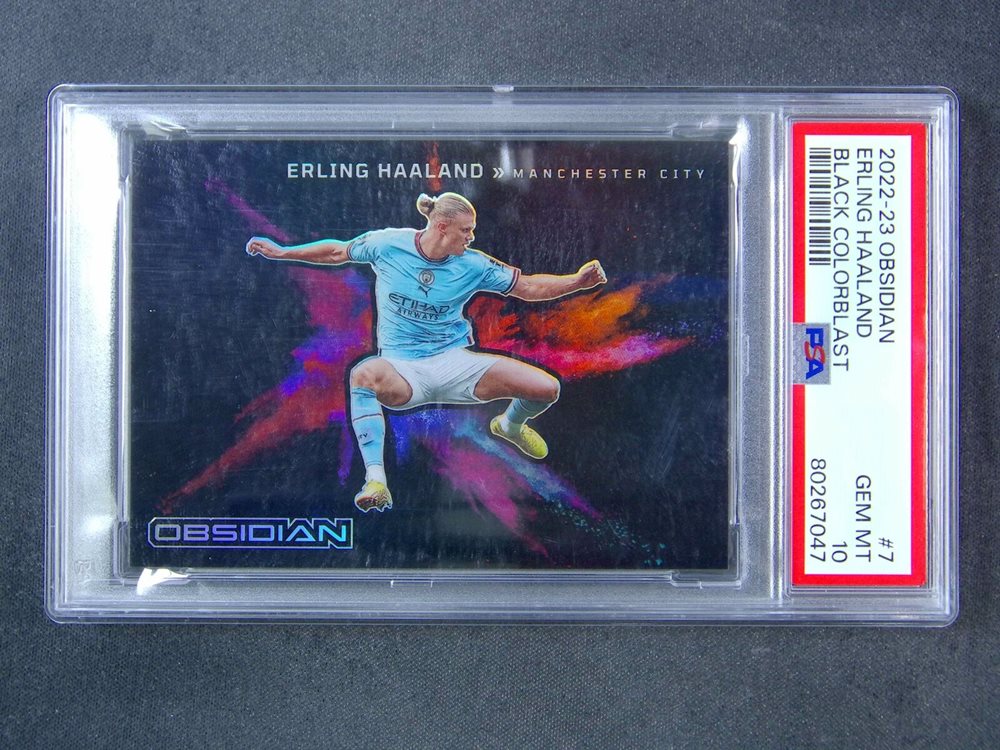 ERLING HAALAND » MANCHESTER CITY
ETIHAD
AIRWAYS
OBSIDIAN
2022-23 OBSIDIAN #7
ERLING HAALAND GEM MT
BLACK COLORBLAST 10
80267047
PSA